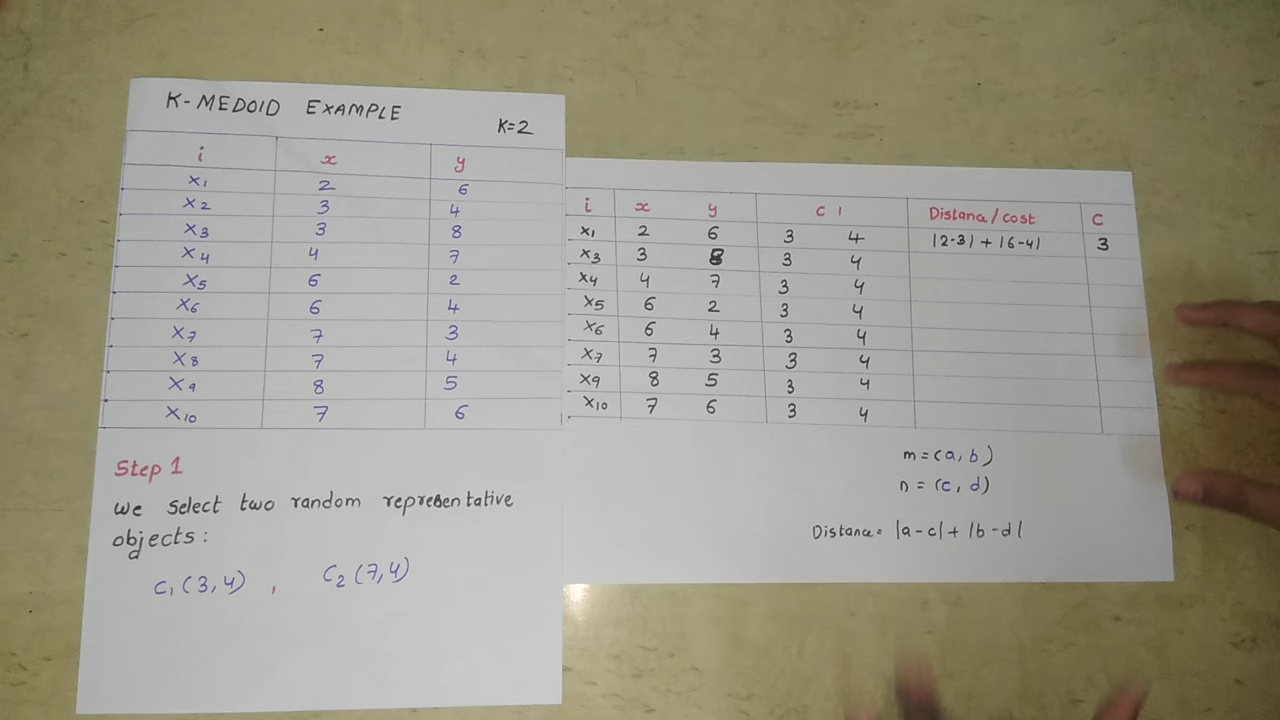 K-MEDOID EXAMPLE
K=2
i x y
x1 2 6
x2 3 4
x3 3 8
x4 4 7
x5 6 2
x6 6 4
x7 7 3
x8 7 4
x9 8 5
x10 7 6
Step 1
we select two random representative
objects:
C1(3,4) , C2(7,4)
i x y C1 Distana/cost C
x1 2 6 3 4 |2-3|+|6-4| 3
x3 3 8 3 4
x4 4 7 3 4
x5 6 2 3 4
x6 6 4 3 4
x7 7 3 3 4
x9 8 5 3 4
x10 7 6 3 4
m=(a,b)
n=(c,d)
Distance= |a-c|+|b-d|